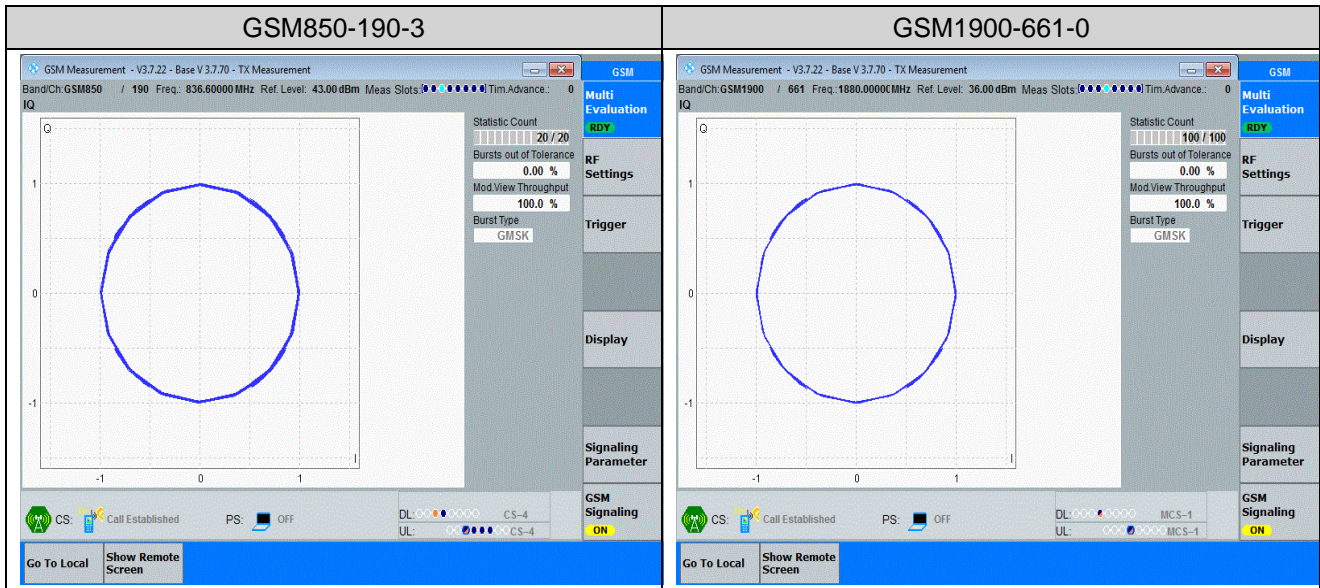 GSM850-190-3
GSM Measurement - V3.7.22 - Base V 3.7.70 - TX Measurement
GSM
Band/Ch: GSM850 / 190 Freq.: 836.60000 MHz Ref. Level: 43.00 dBm Meas Slots: Tim.Advance.: 0
IQ
Multi Evaluation
RDY
Q
Statistic Count
20 / 20
Bursts out of Tolerance
0.00 %
Mod.View Throughput
100.0 %
Burst Type
GMSK
1
0
-1
-1 0 1
I
RF Settings
Trigger
Display
Signaling Parameter
GSM Signaling
ON
CS: Call Established PS: OFF
DL: CS-4
UL: CS-4
Go To Local Show Remote Screen
GSM1900-661-0
GSM Measurement - V3.7.22 - Base V 3.7.70 - TX Measurement
GSM
Band/Ch: GSM1900 / 661 Freq.: 1880.0000(MHz Ref. Level: 36.00 dBm Meas Slots: Tim.Advance.: 0
IQ
Multi Evaluation
RDY
Q
Statistic Count
100 / 100
Bursts out of Tolerance
0.00 %
Mod.View Throughput
100.0 %
Burst Type
GMSK
1
0
-1
-1 0 1
I
RF Settings
Trigger
Display
Signaling Parameter
GSM Signaling
ON
CS: Call Established PS: OFF
DL: MCS-1
UL: MCS-1
Go To Local Show Remote Screen